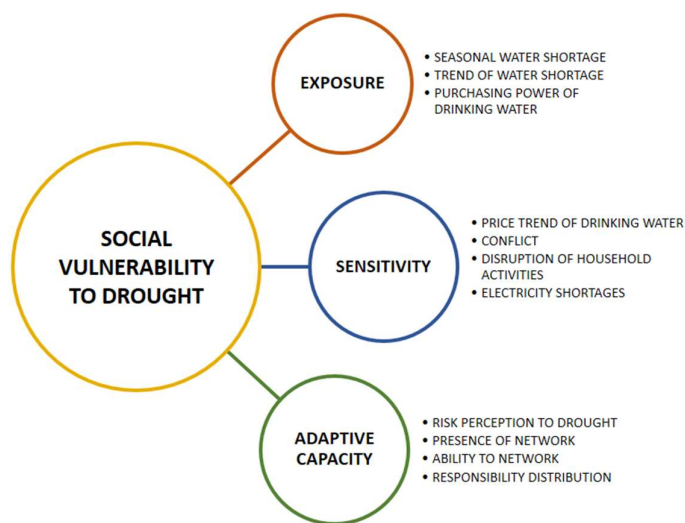 EXPOSURE
• SEASONAL WATER SHORTAGE
• TREND OF WATER SHORTAGE
• PURCHASING POWER OF
DRINKING WATER
SOCIAL
VULNERABILITY
TO DROUGHT
SENSITIVITY
• PRICE TREND OF DRINKING WATER
• CONFLICT
• DISRUPTION OF HOUSEHOLD
ACTIVITIES
• ELECTRICITY SHORTAGES
ADAPTIVE
CAPACITY
• RISK PERCEPTION TO DROUGHT
• PRESENCE OF NETWORK
• ABILITY TO NETWORK
• RESPONSIBILITY DISTRIBUTION